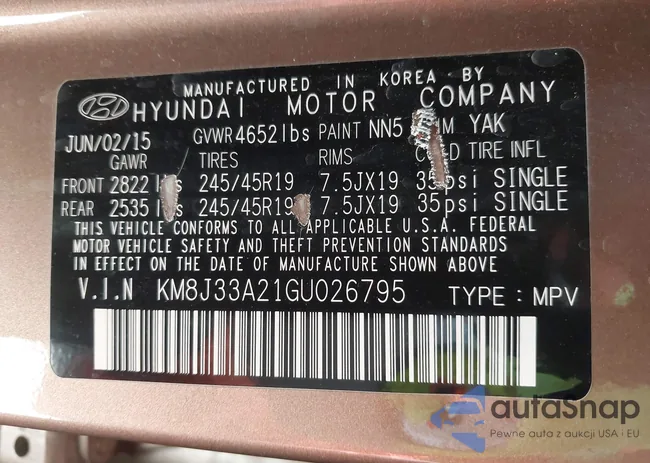 MANUFACTURED IN KOREA BY
HYUNDAI MOTOR COMPANY
JUN/02/15 GVWR 4652lbs PAINT NN5 YAK
GAWR TIRES RIMS TIRE INFL
FRONT 2822 lbs 245/45R19 7.5JX19 35psi SINGLE
REAR 2535 lbs 245/45R19 7.5JX19 35psi SINGLE
THIS VEHICLE CONFORMS TO ALL APPLICABLE U.S.A. FEDERAL
MOTOR VEHICLE SAFETY AND THEFT PREVENTION STANDARDS
IN EFFECT ON THE DATE OF MANUFACTURE SHOWN ABOVE
V.I.N KM8J33A21GU026795 TYPE : MPV
autaSnap
Pewne auta z aukcji USA i EU